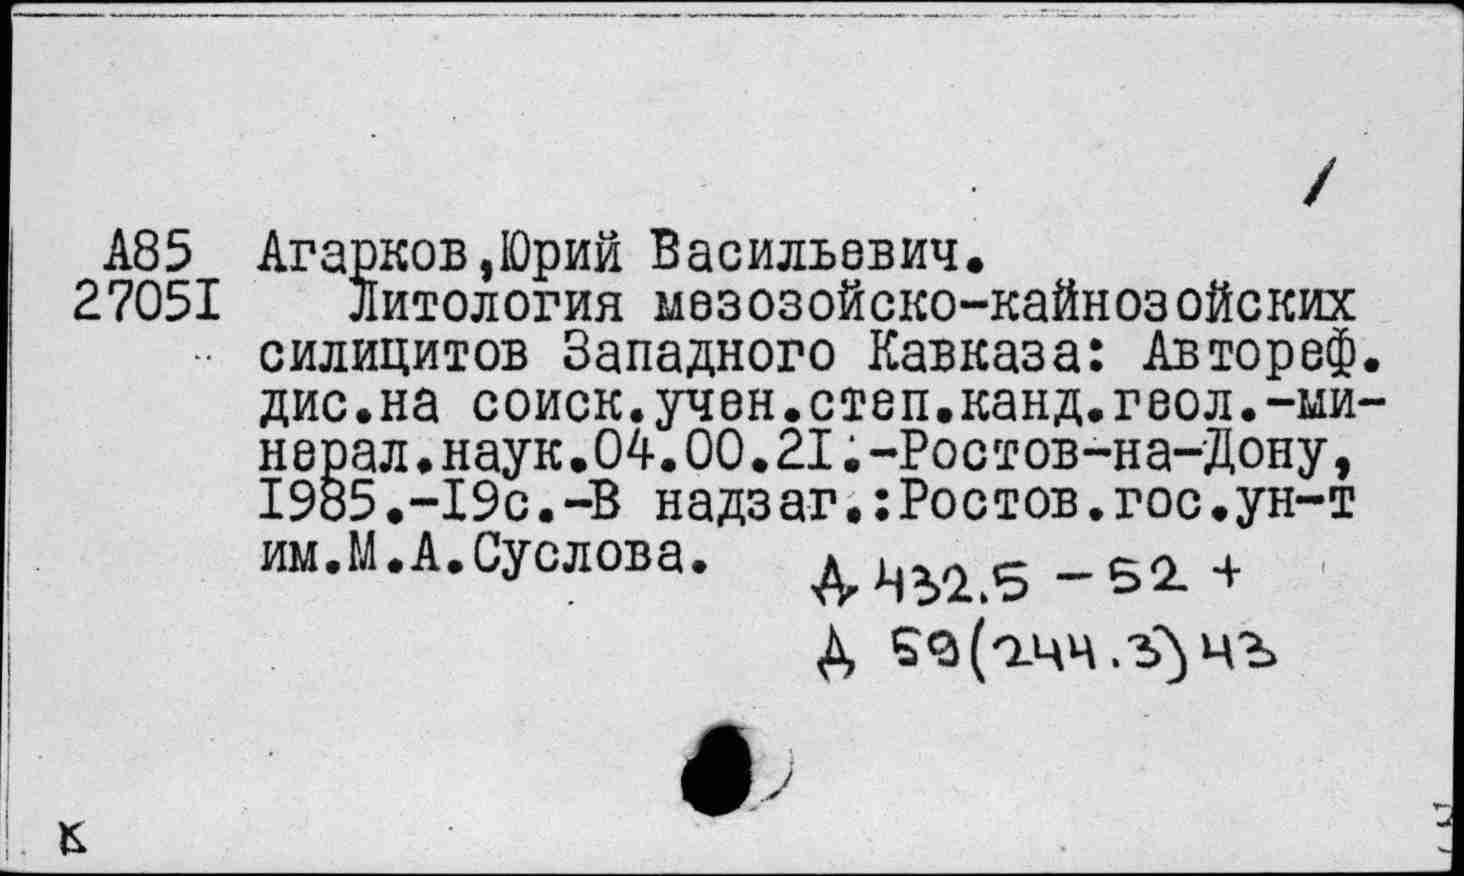 А85 Агарков,Юрий Васильевич.
27051 Литология мезозойско-кайнозойских
силицитов Западного Кавказа: Автореф.
дис.на соиск.учен.степ.канд.геол.-ми-
нерал.наук.04.00.21.-Ростов-на-Дону,
1985.-19с.-В надзаг.:Ростов.гос.ун-т
им.М.А.Суслова.
Д 432.5 - 52 +
Д 59(244.3)43